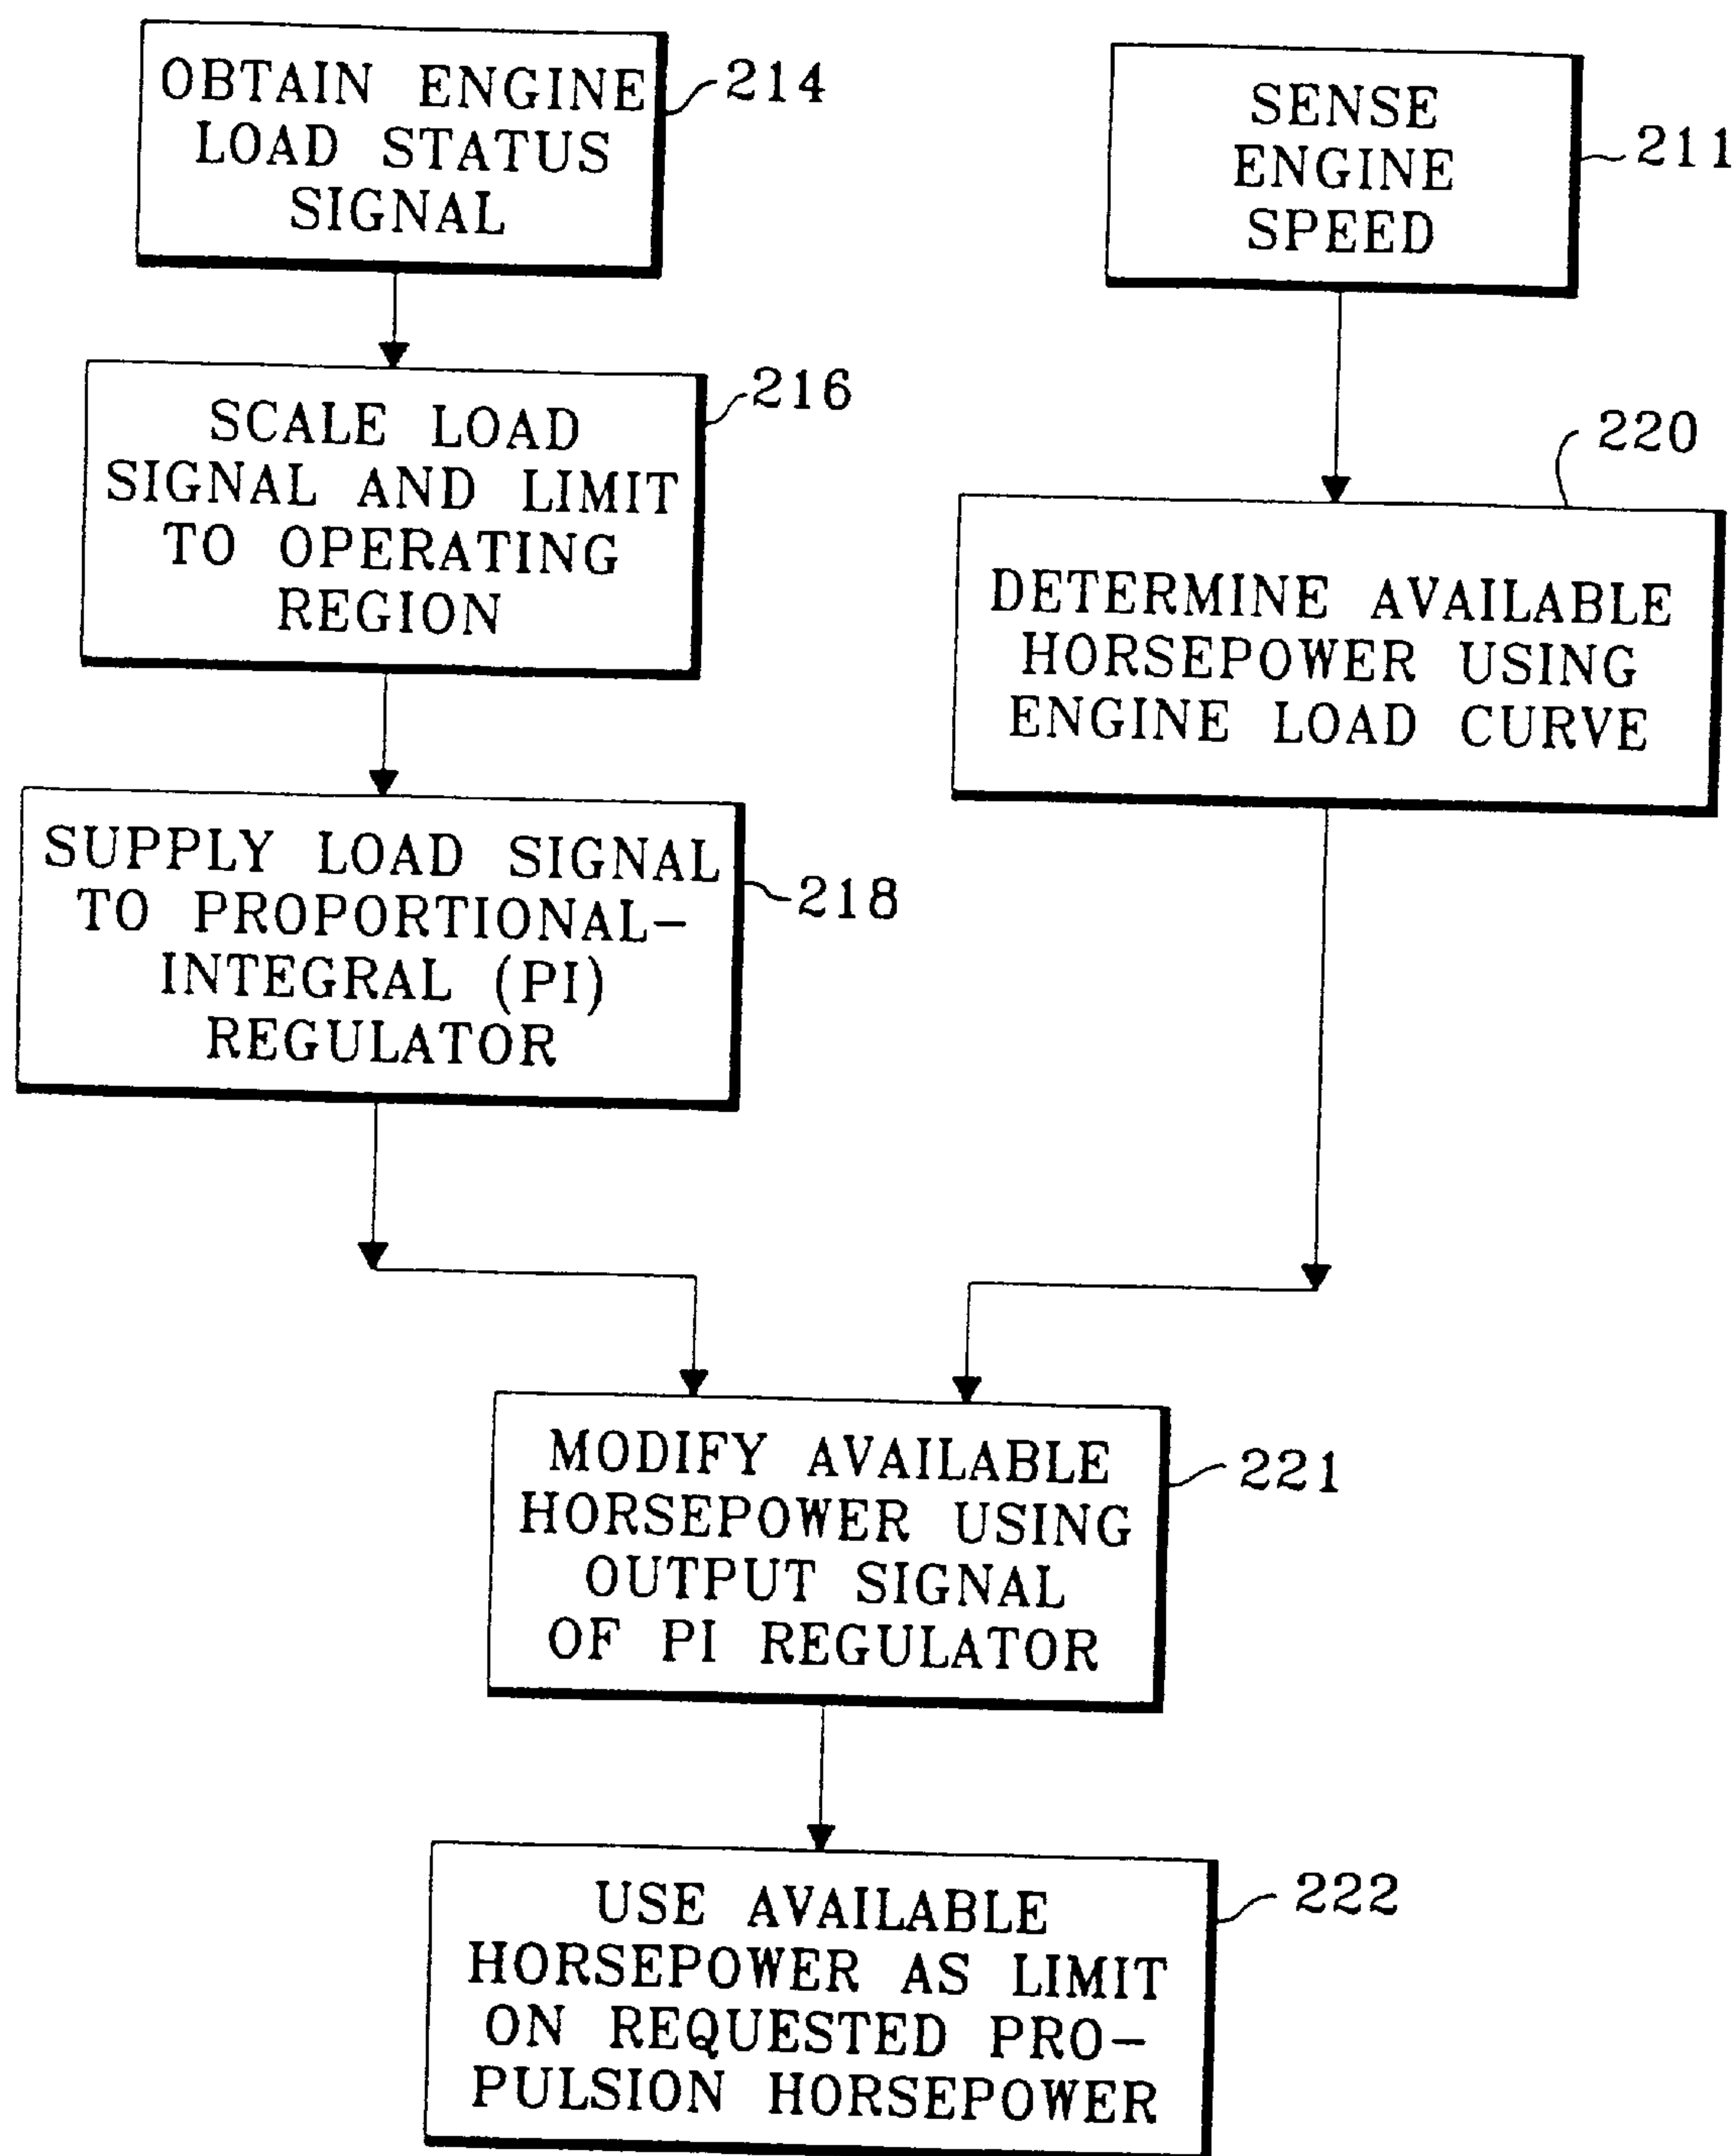 OBTAIN ENGINE
LOAD STATUS
SIGNAL
214
SENSE
ENGINE
SPEED
211
SCALE LOAD
SIGNAL AND LIMIT
TO OPERATING
REGION
216
DETERMINE AVAILABLE
HORSEPOWER USING
ENGINE LOAD CURVE
220
SUPPLY LOAD SIGNAL
TO PROPORTIONAL-
INTEGRAL (PI)
REGULATOR
218
MODIFY AVAILABLE
HORSEPOWER USING
OUTPUT SIGNAL
OF PI REGULATOR
221
USE AVAILABLE
HORSEPOWER AS LIMIT
ON REQUESTED PRO-
PULSION HORSEPOWER
222